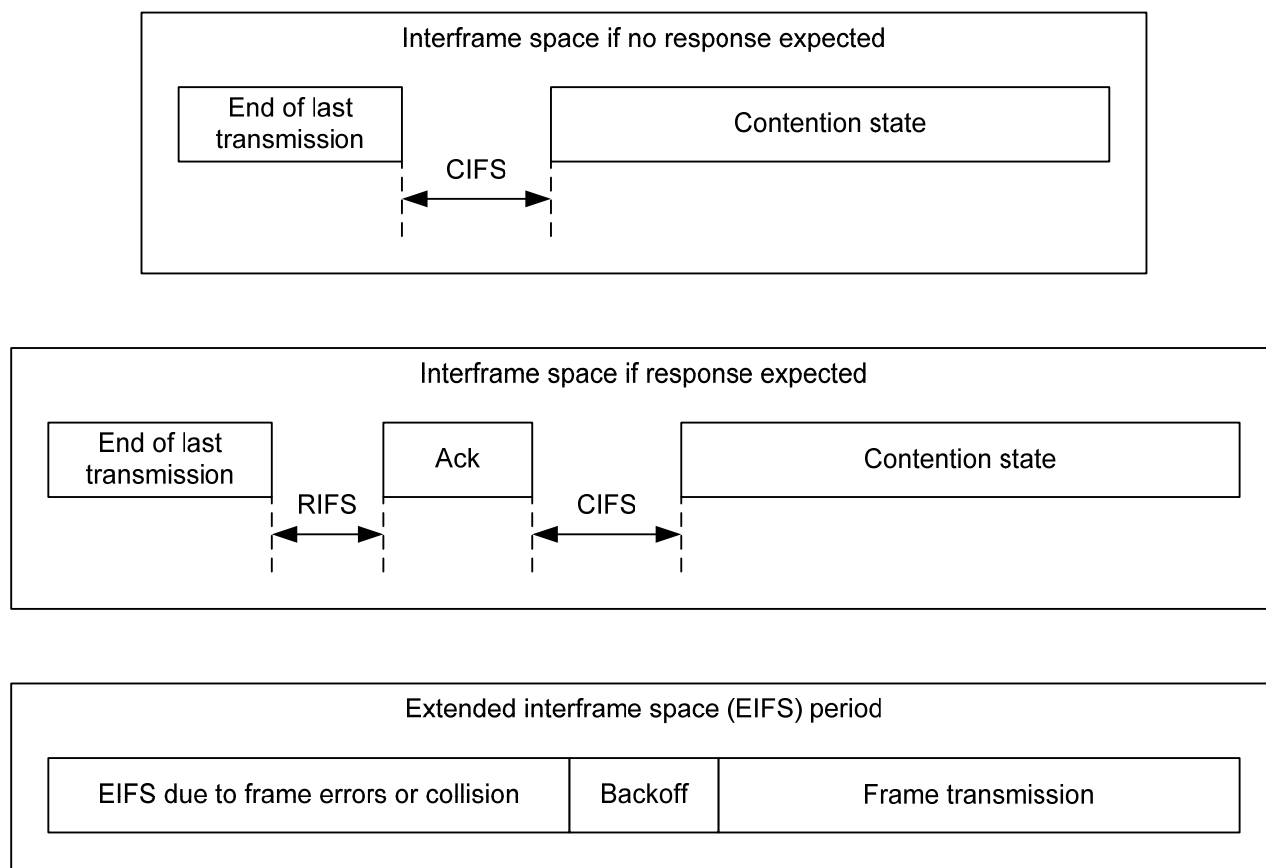 Interframe space if no response expected
End of last
transmission
Contention state
CIFS
Interframe space if response expected
End of last
transmission
Ack
Contention state
RIFS
CIFS
Extended interframe space (EIFS) period
EIFS due to frame errors or collision
Backoff
Frame transmission